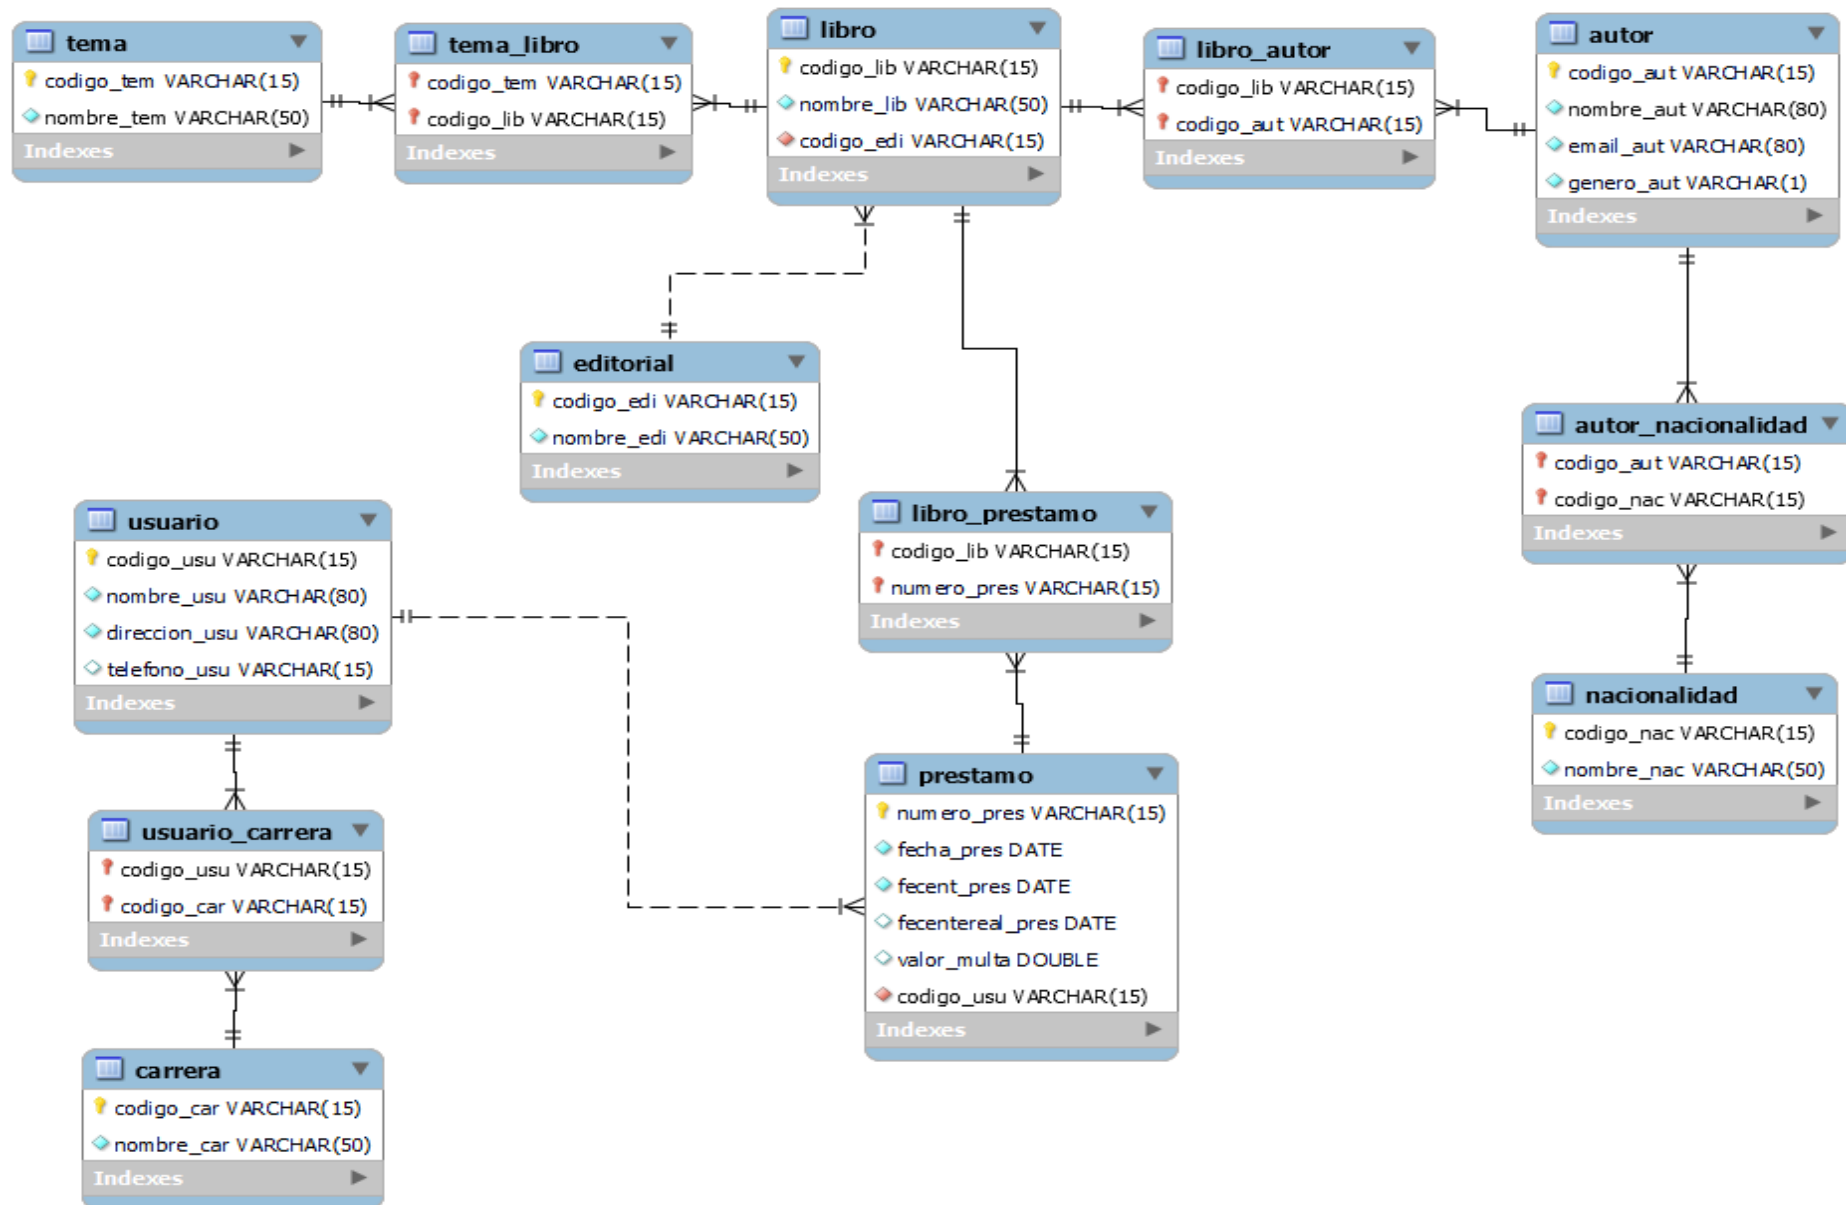 tema
codigo_tem VARCHAR(15)
nombre_tem VARCHAR(50)
Indexes
tema_libro
codigo_tem VARCHAR(15)
codigo_lib VARCHAR(15)
Indexes
libro
codigo_lib VARCHAR(15)
nombre_lib VARCHAR(50)
codigo_edi VARCHAR(15)
Indexes
libro_autor
codigo_lib VARCHAR(15)
codigo_aut VARCHAR(15)
Indexes
autor
codigo_aut VARCHAR(15)
nombre_aut VARCHAR(80)
email_aut VARCHAR(80)
genero_aut VARCHAR(1)
Indexes
editorial
codigo_edi VARCHAR(15)
nombre_edi VARCHAR(50)
Indexes
autor_nacionalidad
codigo_aut VARCHAR(15)
codigo_nac VARCHAR(15)
Indexes
usuario
codigo_usu VARCHAR(15)
nombre_usu VARCHAR(80)
direccion_usu VARCHAR(80)
telefono_usu VARCHAR(15)
Indexes
libro_prestamo
codigo_lib VARCHAR(15)
numero_pres VARCHAR(15)
Indexes
nacionalidad
codigo_nac VARCHAR(15)
nombre_nac VARCHAR(50)
Indexes
prestamo
numero_pres VARCHAR(15)
fecha_pres DATE
fecent_pres DATE
fecentereal_pres DATE
valor_multa DOUBLE
codigo_usu VARCHAR(15)
Indexes
usuario_carrera
codigo_usu VARCHAR(15)
codigo_car VARCHAR(15)
Indexes
carrera
codigo_car VARCHAR(15)
nombre_car VARCHAR(50)
Indexes